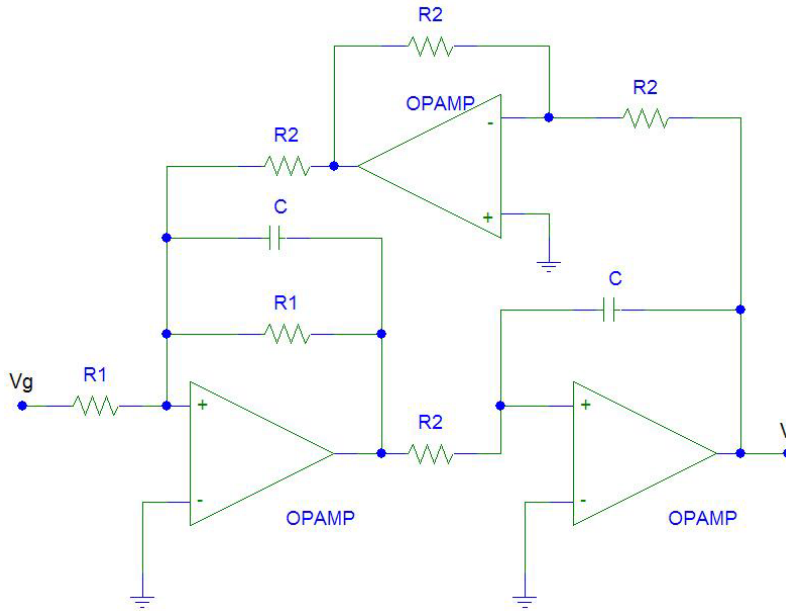 R2
OPAMP
R2
R2
-
+
C
C
R1
Vg
R1
+
-
OPAMP
R2
+
-
OPAMP
V